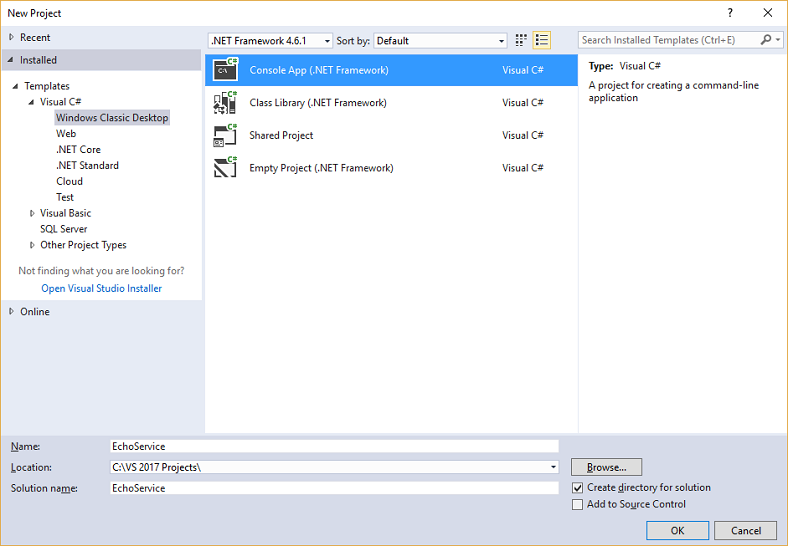 New Project
Recent
.NET Framework 4.6.1 Sort by: Default Search Installed Templates (Ctrl+E)
Installed
Templates
Visual C#
Windows Classic Desktop
Web
.NET Core
.NET Standard
Cloud
Test
Visual Basic
SQL Server
Other Project Types
Not finding what you are looking for?
Open Visual Studio Installer
Online
C# C:\ Console App (.NET Framework) Visual C#
C# Class Library (.NET Framework) Visual C#
C# Shared Project Visual C#
C# Empty Project (.NET Framework) Visual C#
Type: Visual C#
A project for creating a command-line
application
Name: EchoService
Location: C:\VS 2017 Projects\ Browse...
Solution name: EchoService
Create directory for solution
Add to Source Control
OK Cancel